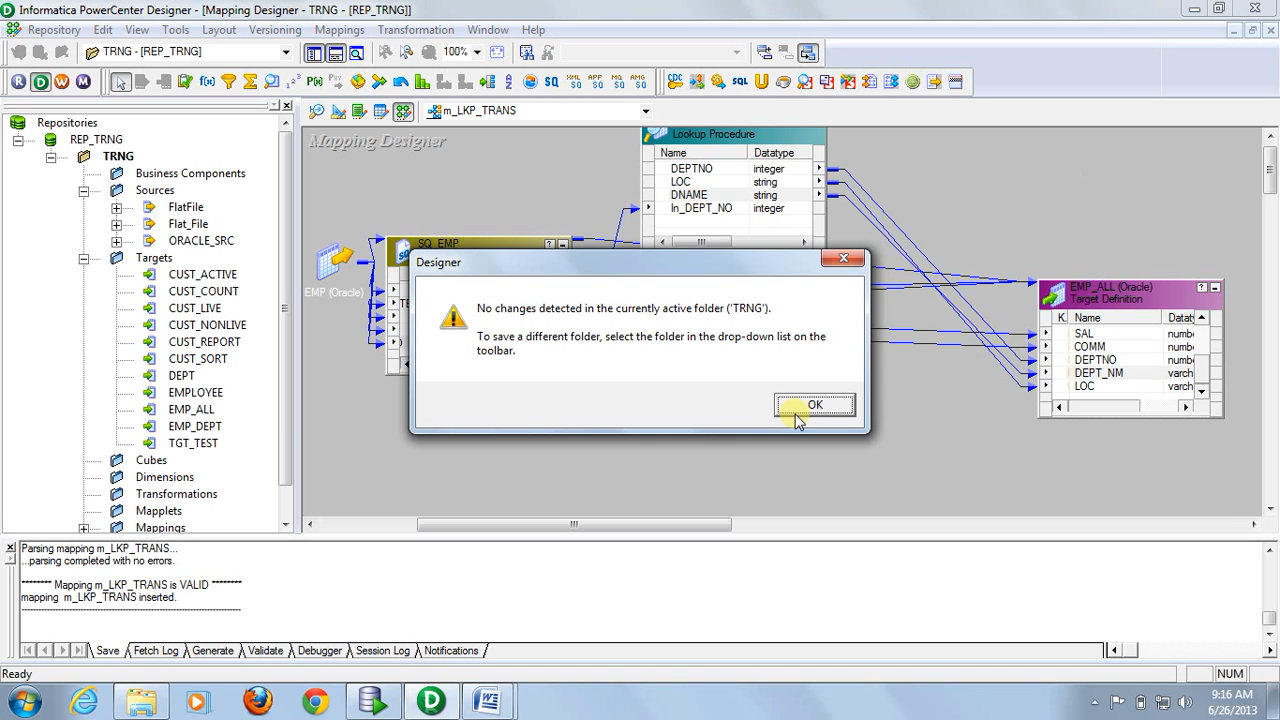 Informatica PowerCenter Designer - [Mapping Designer - TRNG - [REP_TRNG]]
Repository Edit View Tools Layout Versioning Mappings Transformation Window Help
TRNG - [REP_TRNG]
100%
m_LKP_TRANS
Repositories
REP_TRNG
TRNG
Business Components
Sources
FlatFile
Flat_File
ORACLE_SRC
Targets
CUST_ACTIVE
CUST_COUNT
CUST_LIVE
CUST_NONLIVE
CUST_REPORT
CUST_SORT
DEPT
EMPLOYEE
EMP_ALL
EMP_DEPT
TGT_TEST
Cubes
Dimensions
Transformations
Mapplets
Mappings
Mapping Designer
Lookup Procedure
Name Datatype
DEPTNO integer
LOC string
DNAME string
In_DEPT_NO integer
SQ_EMP
EMP (Oracle)
Designer
No changes detected in the currently active folder ('TRNG').
To save a different folder, select the folder in the drop-down list on the
toolbar.
OK
EMP_ALL (Oracle)
Target Definition
K. Name Datat
SAL numbe
COMM numbe
DEPTNO numbe
DEPT_NM varch
LOC varch
Parsing mapping m_LKP_TRANS...
...parsing completed with no errors.
******** Mapping m_LKP_TRANS is VALID ********
mapping m_LKP_TRANS inserted.
Save Fetch Log Generate Validate Debugger Session Log Notifications
Ready
NUM
9:16 AM
6/26/2013